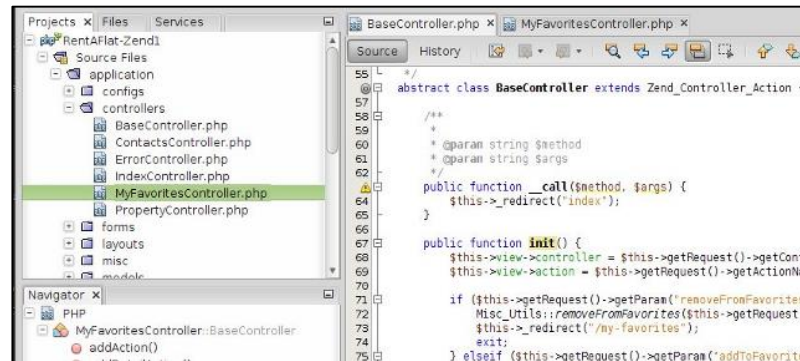 Projects × Files Services
RentAFlat-Zend1
Source Files
application
configs
controllers
BaseController.php
ContactsController.php
ErrorController.php
IndexController.php
MyFavoritesController.php
PropertyController.php
forms
layouts
misc
models
Navigator ×
PHP
MyFavoritesController::BaseController
addAction()
BaseController.php × MyFavoritesController.php ×
Source History
55 */
abstract class BaseController extends Zend_Controller_Action {
57
58 /**
59 *
60 * @param string $method
61 * @param string $args
62 */
public function __call($method, $args) {
64 $this->_redirect("index");
65 }
66
67 public function init() {
68 $this->view->controller = $this->getRequest()->getCont
69 $this->view->action = $this->getRequest()->getActionNa
70
71 if ($this->getRequest()->getParam("removeFromFavorites
72 Misc_Utils::removeFromFavorites($this->getRequest
73 $this->_redirect("/my-favorites");
74 exit;
75 } elseif ($this->getRequest()->getParam("addToFavorit